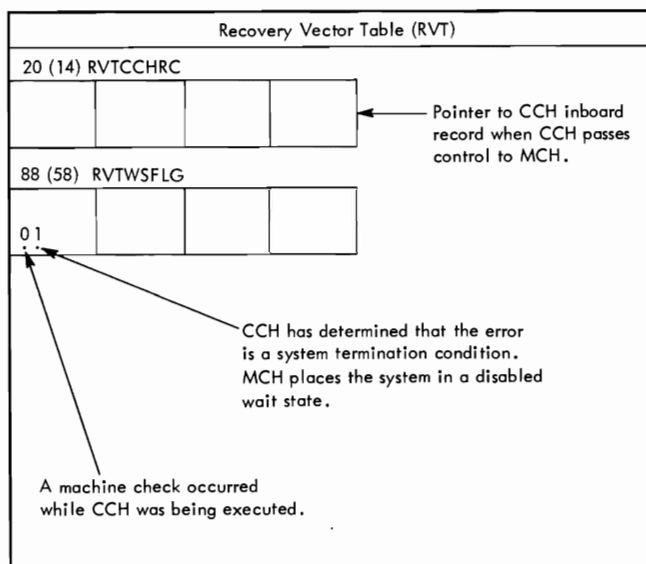 Recovery Vector Table (RVT)
20 (14) RVTCCHRC
Pointer to CCH inboard
record when CCH passes
control to MCH.
88 (58) RVTWSFLG
0 1
CCH has determined that the error
is a system termination condition.
MCH places the system in a disabled
wait state.
A machine check occurred
while CCH was being executed.